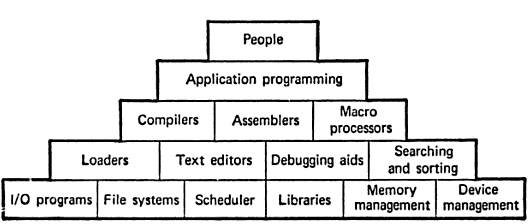 People
Application programming
Compilers
Assemblers
Macro
processors
Loaders
Text editors
Debugging aids
Searching
and sorting
I/O programs
File systems
Scheduler
Libraries
Memory
management
Device
management